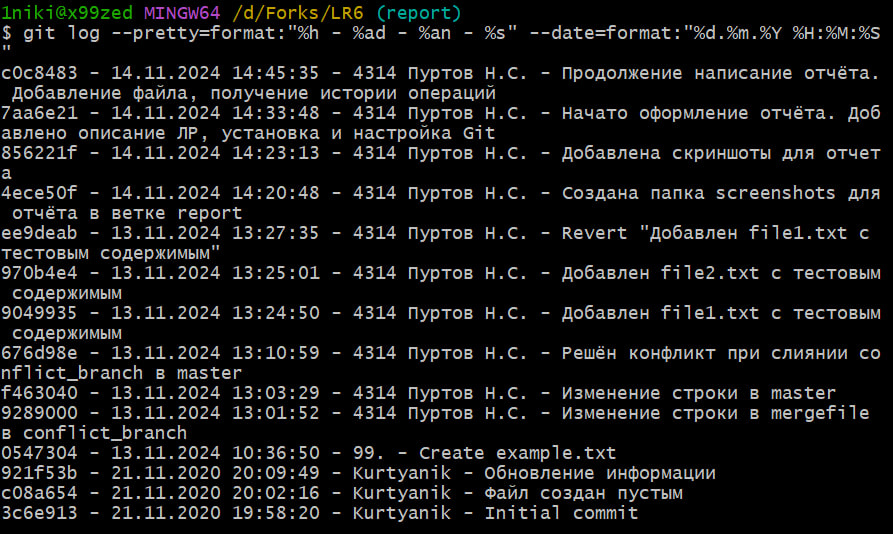 1niki@x99zed MINGW64 /d/Forks/LR6 (report)
$ git log --pretty=format:"%h - %ad - %an - %s" --date=format:"%d.%m.%Y %H:%M:%S
"
c0c8483 - 14.11.2024 14:45:35 - 4314 Пуртов Н.С. - Продолжение написание отчёта.
 Добавление файла, получение истории операций
7aa6e21 - 14.11.2024 14:33:48 - 4314 Пуртов Н.С. - Начато оформление отчёта. Доб
авлено описание ЛР, установка и настройка Git
856221f - 14.11.2024 14:23:13 - 4314 Пуртов Н.С. - Добавлена скриншоты для отчет
а
4ece50f - 14.11.2024 14:20:48 - 4314 Пуртов Н.С. - Создана папка screenshots для
 отчёта в ветке report
ee9deab - 13.11.2024 13:27:35 - 4314 Пуртов Н.С. - Revert "Добавлен file1.txt с
тестовым содержимым"
970b4e4 - 13.11.2024 13:25:01 - 4314 Пуртов Н.С. - Добавлен file2.txt с тестовым
 содержимым
9049935 - 13.11.2024 13:24:50 - 4314 Пуртов Н.С. - Добавлен file1.txt с тестовым
 содержимым
676d98e - 13.11.2024 13:10:59 - 4314 Пуртов Н.С. - Решён конфликт при слиянии co
nflict_branch в master
f463040 - 13.11.2024 13:03:29 - 4314 Пуртов Н.С. - Изменение строки в master
9289000 - 13.11.2024 13:01:52 - 4314 Пуртов Н.С. - Изменение строки в mergefile
в conflict_branch
0547304 - 13.11.2024 10:36:50 - 99. - Create example.txt
921f53b - 21.11.2020 20:09:49 - Kurtyanik - Обновление информации
c08a654 - 21.11.2020 20:02:16 - Kurtyanik - Файл создан пустым
3c6e913 - 21.11.2020 19:58:20 - Kurtyanik - Initial commit